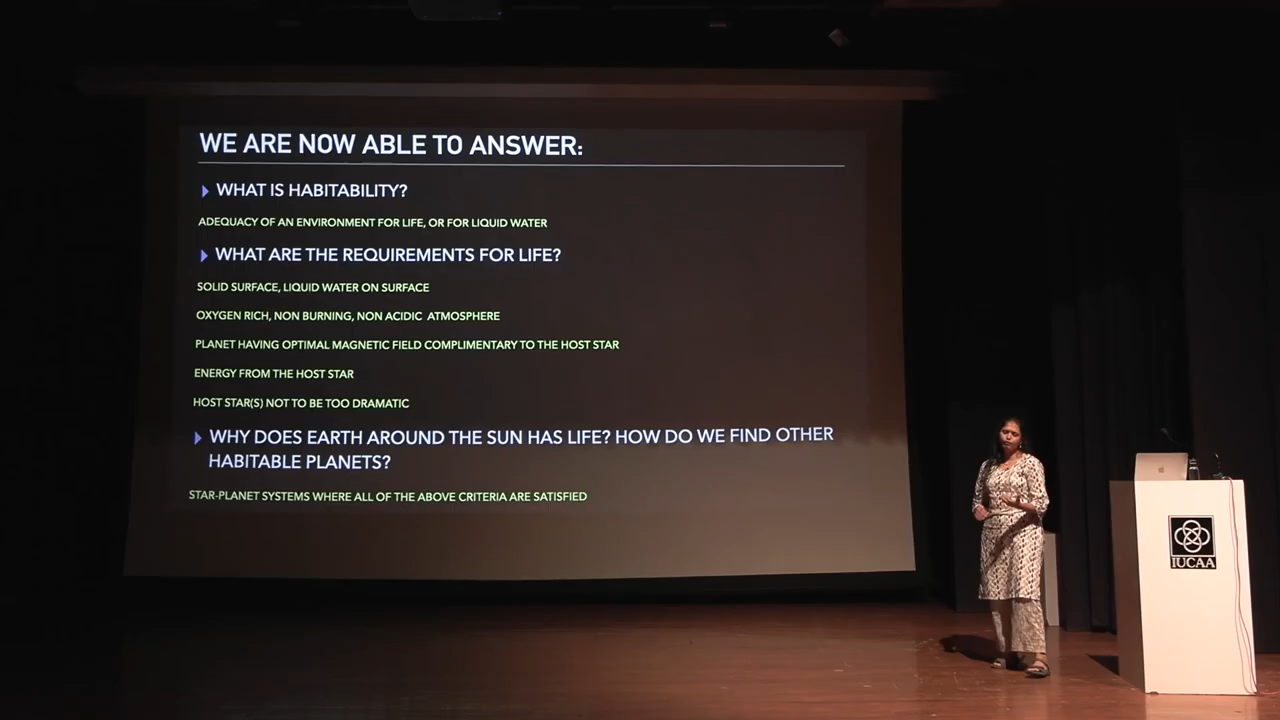 WE ARE NOW ABLE TO ANSWER:
WHAT IS HABITABILITY?
ADEQUACY OF AN ENVIRONMENT FOR LIFE, OR FOR LIQUID WATER
WHAT ARE THE REQUIREMENTS FOR LIFE?
SOLID SURFACE, LIQUID WATER ON SURFACE
OXYGEN RICH, NON BURNING, NON ACIDIC ATMOSPHERE
PLANET HAVING OPTIMAL MAGNETIC FIELD COMPLIMENTARY TO THE HOST STAR
ENERGY FROM THE HOST STAR
HOST STAR(S) NOT TO BE TOO DRAMATIC
WHY DOES EARTH AROUND THE SUN HAS LIFE? HOW DO WE FIND OTHER
HABITABLE PLANETS?
STAR-PLANET SYSTEMS WHERE ALL OF THE ABOVE CRITERIA ARE SATISFIED
IUCAA